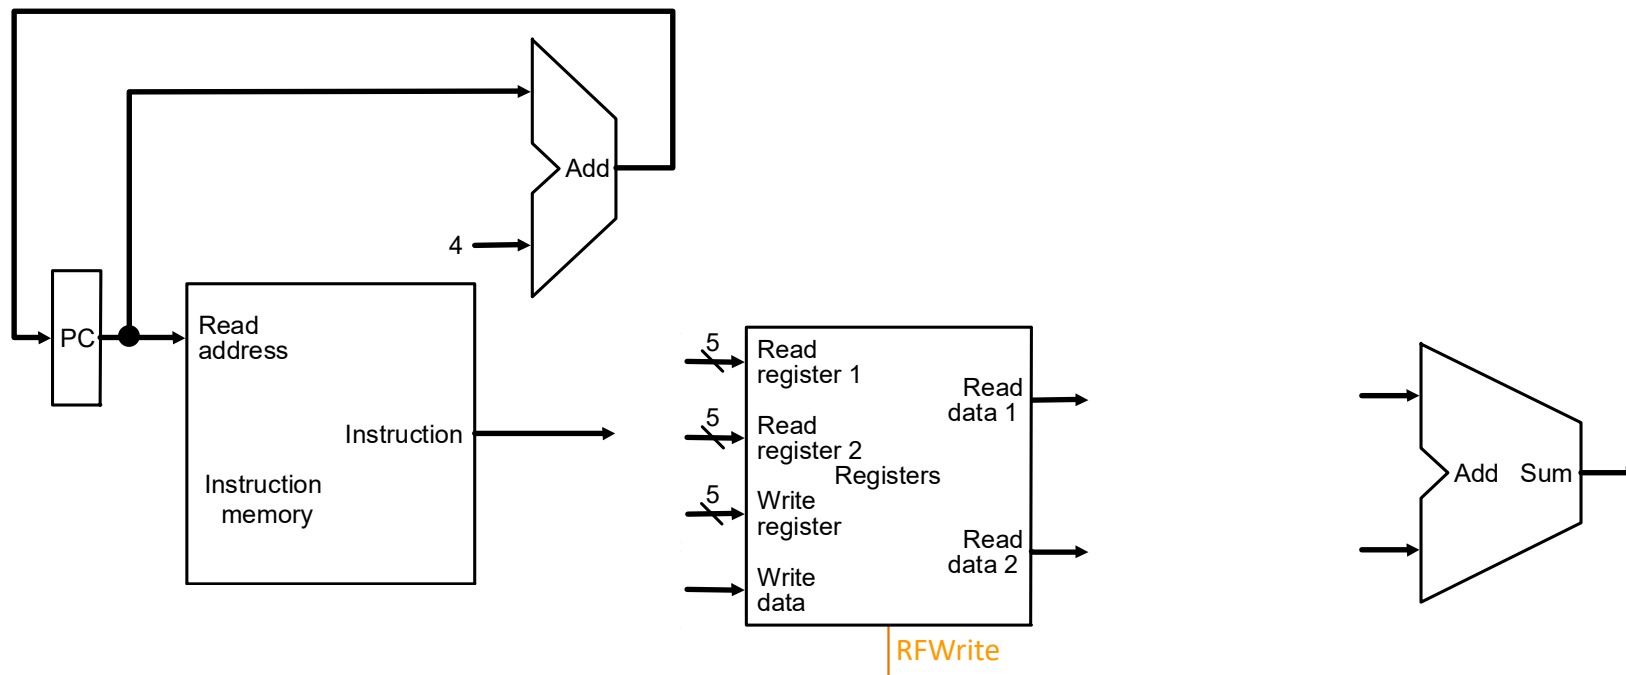 Add
4
PC
Read
address
Instruction
Instruction
memory
5
Read
register 1
5
Read
register 2
Registers
5
Write
register
Write
data
Read
data 1
Read
data 2
RFWrite
Add Sum